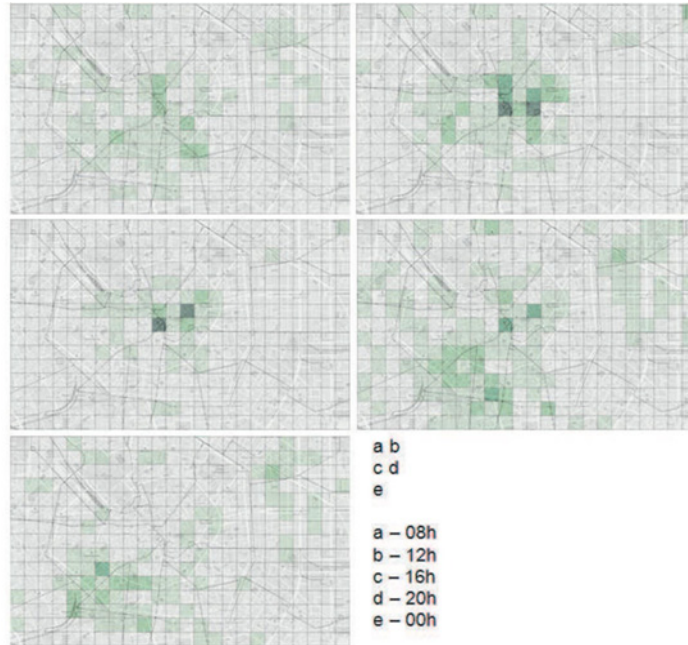 a b
c d
e
a – 08h
b – 12h
c – 16h
d – 20h
e – 00h